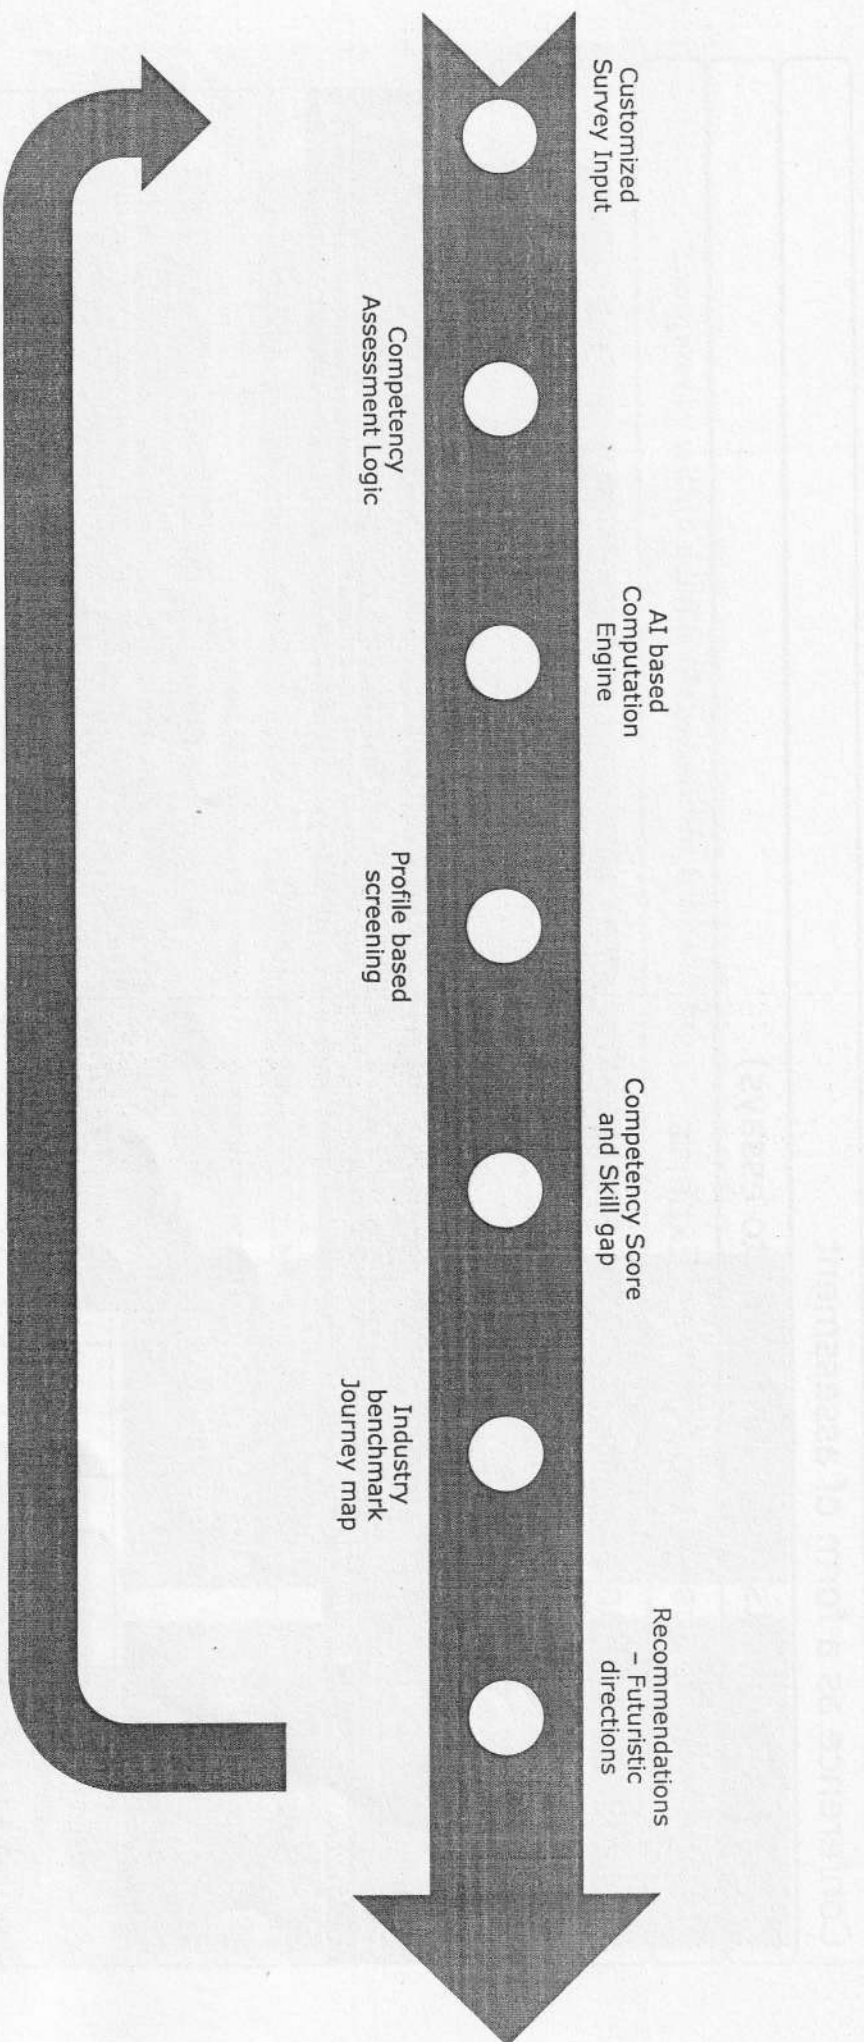 Customized
Survey Input
Competency
Assessment Logic
AI based
Computation
Engine
Profile based
screening
Competency Score
and Skill gap
Industry
benchmark
Journey map
Recommendations
– Futuristic
directions